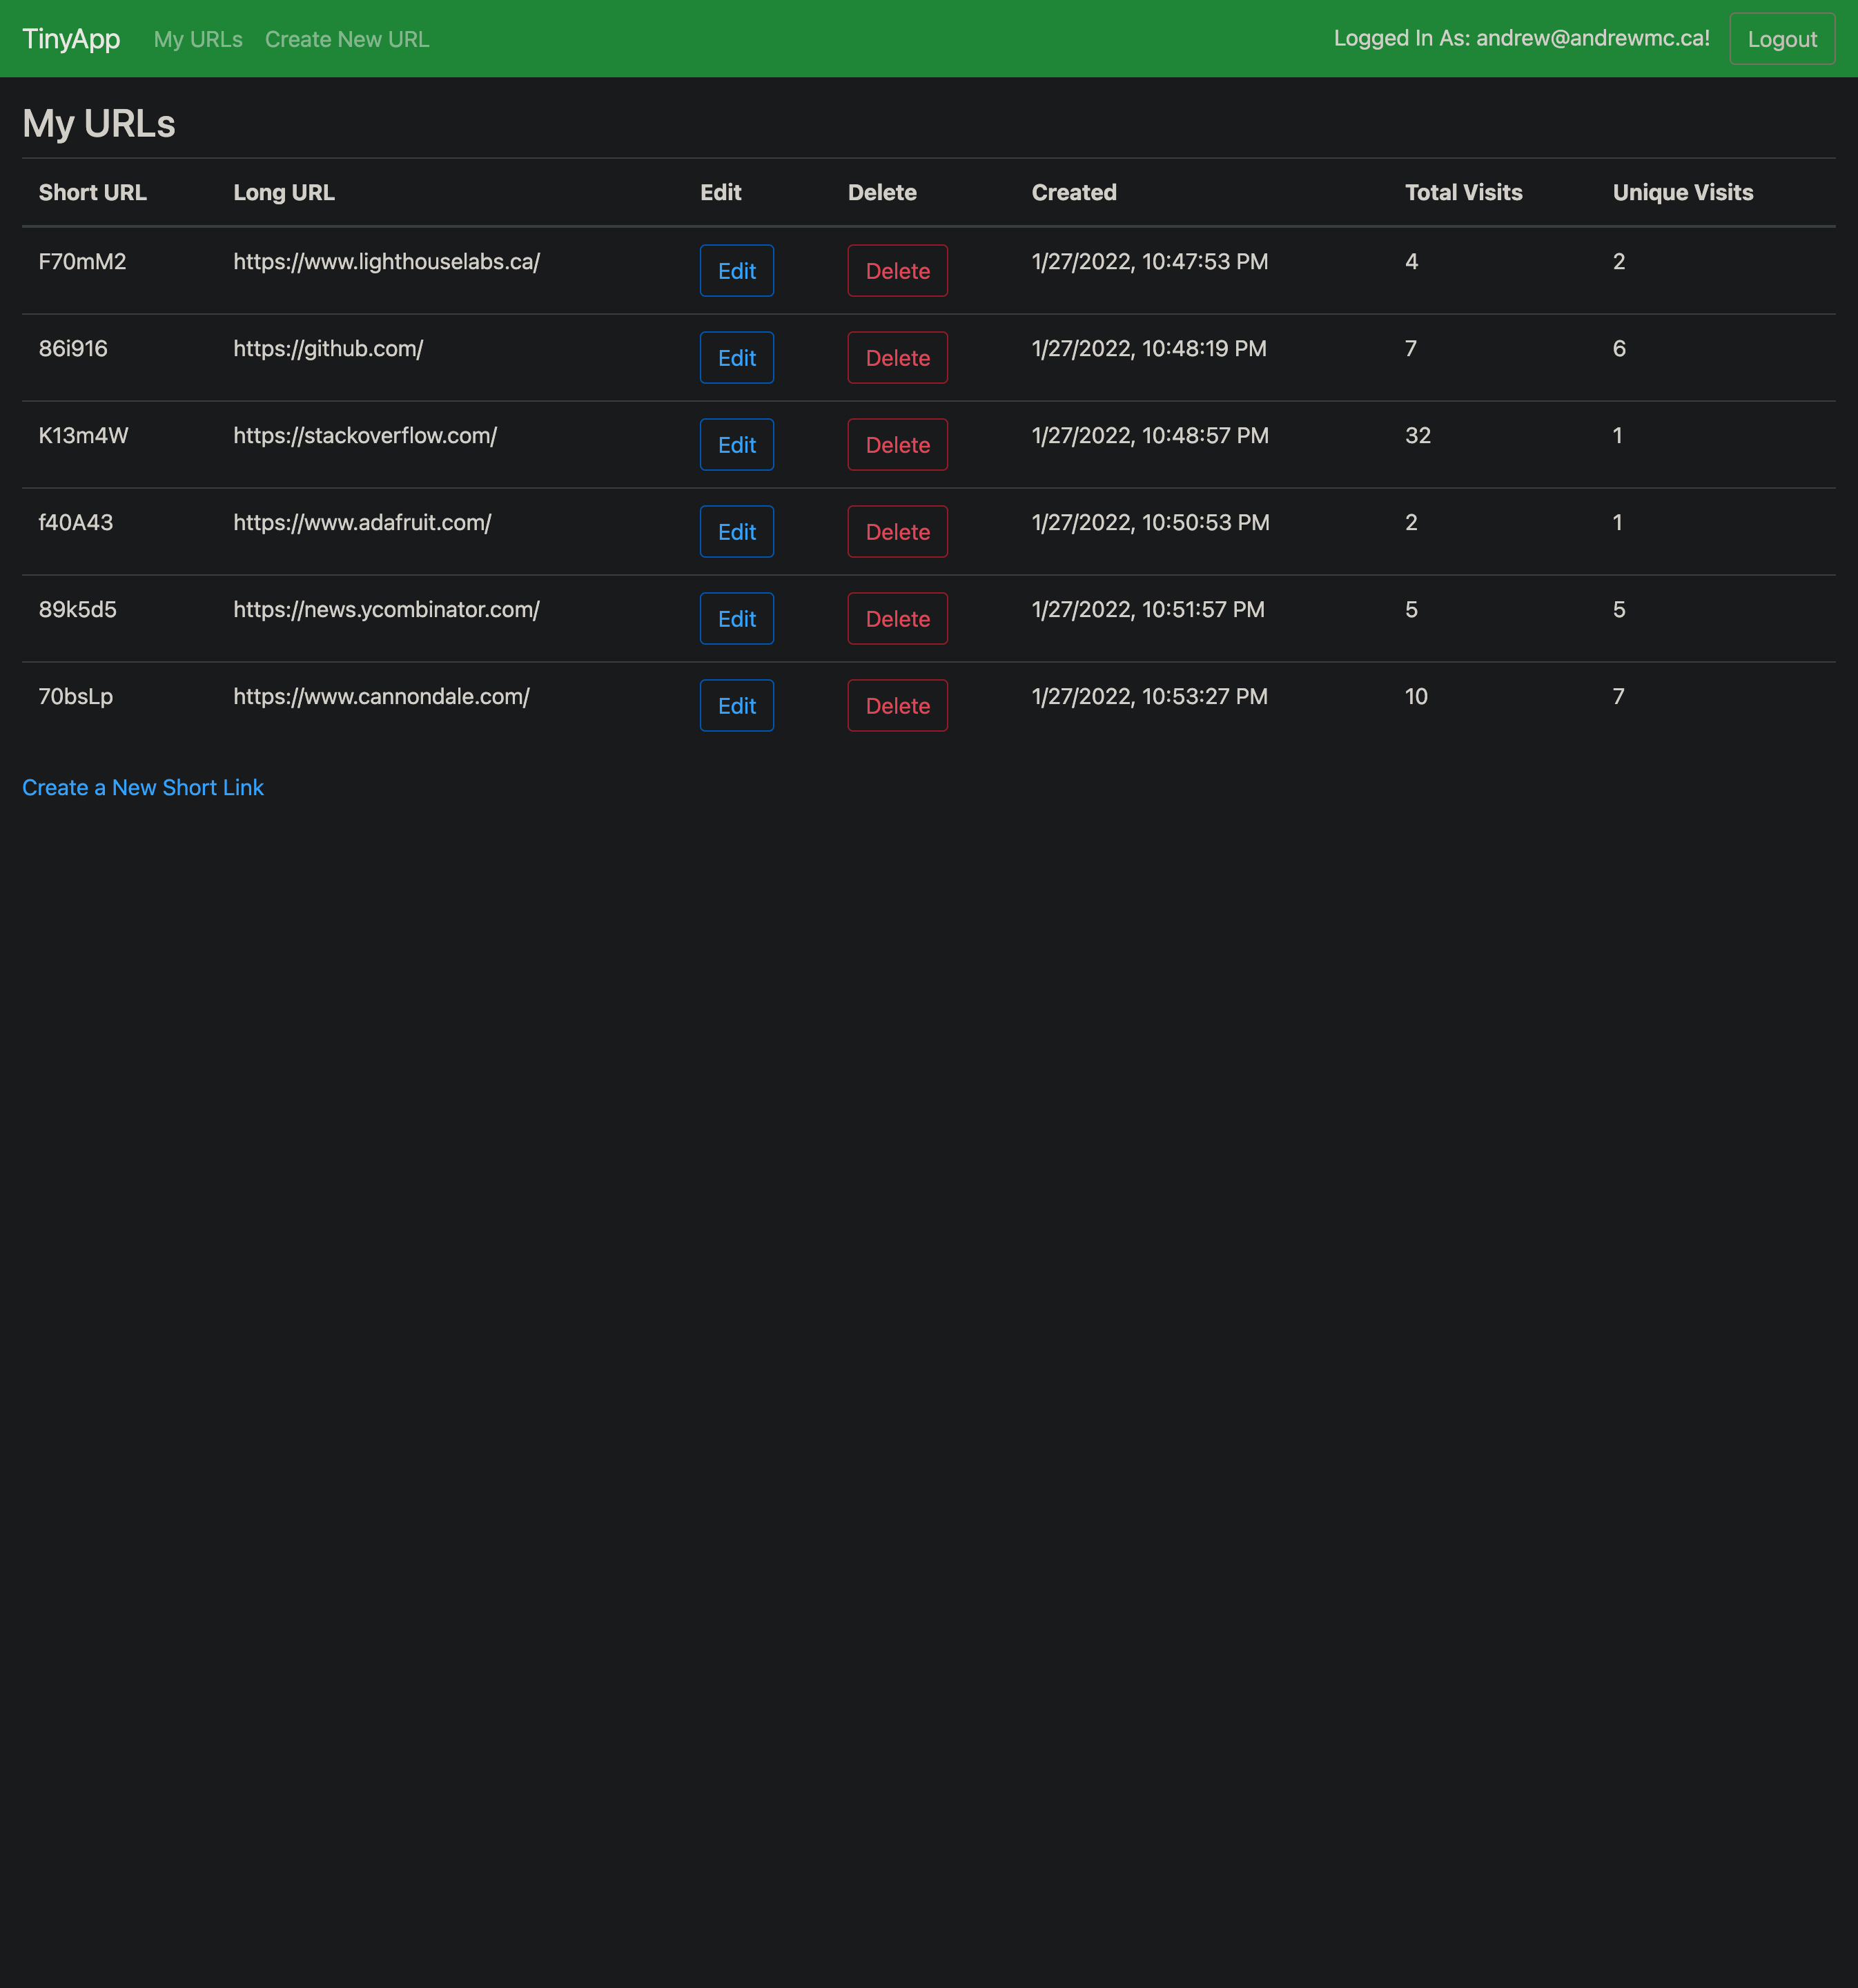 TinyApp My URLs Create New URL Logged In As: andrew@andrewmc.ca! Logout
My URLs
Short URL Long URL Edit Delete Created Total Visits Unique Visits
F70mM2 https://www.lighthouselabs.ca/ Edit Delete 1/27/2022, 10:47:53 PM 4 2
86i916 https://github.com/ Edit Delete 1/27/2022, 10:48:19 PM 7 6
K13m4W https://stackoverflow.com/ Edit Delete 1/27/2022, 10:48:57 PM 32 1
f40A43 https://www.adafruit.com/ Edit Delete 1/27/2022, 10:50:53 PM 2 1
89k5d5 https://news.ycombinator.com/ Edit Delete 1/27/2022, 10:51:57 PM 5 5
70bsLp https://www.cannondale.com/ Edit Delete 1/27/2022, 10:53:27 PM 10 7
Create a New Short Link